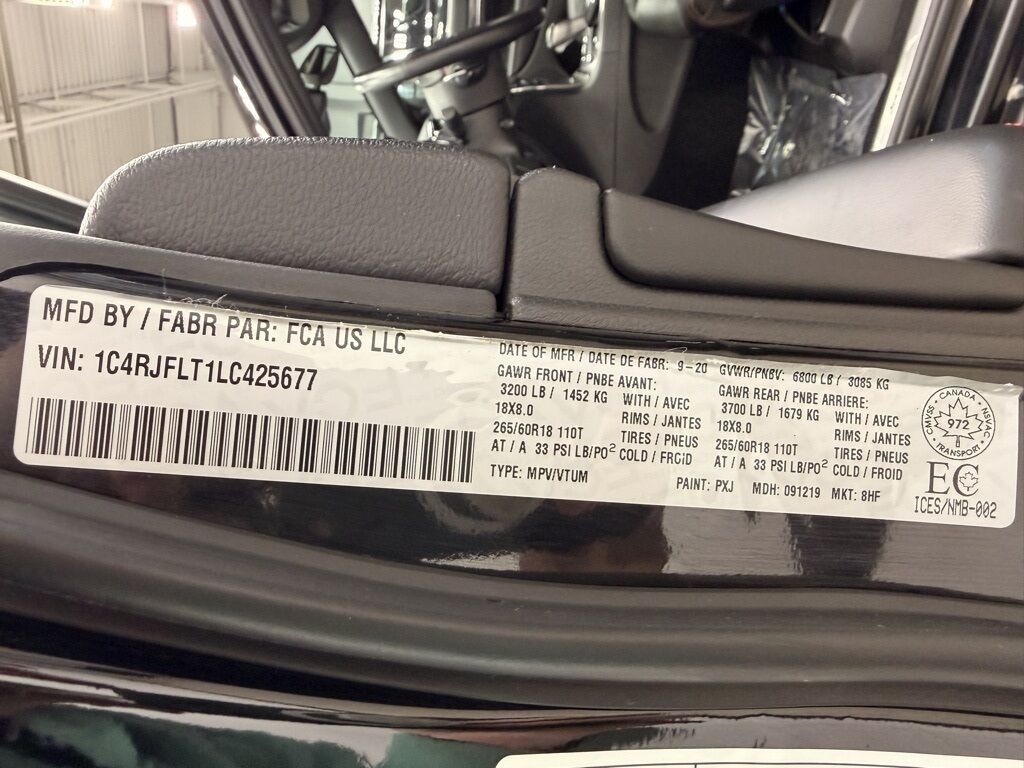 MFD BY / FABR PAR: FCA US LLC
VIN: 1C4RJFLT1LC425677
DATE OF MFR / DATE DE FABR: 9-20 GVWR/PNBV: 6800 LB / 3085 KG
GAWR FRONT / PNBE AVANT:
3200 LB / 1452 KG WITH / AVEC
18X8.0 RIMS / JANTES
265/60R18 110T TIRES / PNEUS
AT / A 33 PSI LB/PO² COLD / FROID
TYPE: MPV/VTUM
GAWR REAR / PNBE ARRIERE:
3700 LB / 1679 KG WITH / AVEC
18X8.0 RIMS / JANTES
265/60R18 110T TIRES / PNEUS
AT / A 33 PSI LB/PO² COLD / FROID
PAINT: PXJ MDH: 091219 MKT: 8HF
CANADA
CMVSS · NSVAC
972
TRANSPORT
EC
ICES/NMB-002